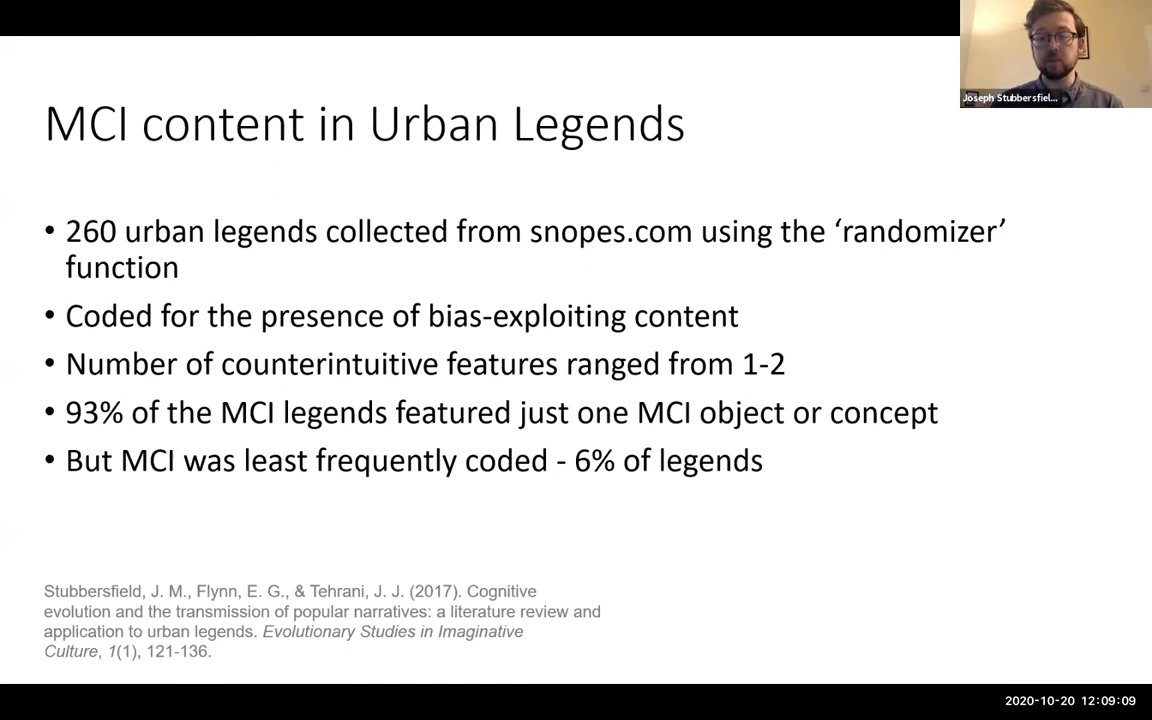 Joseph Stubbersfiel...
MCI content in Urban Legends
• 260 urban legends collected from snopes.com using the ‘randomizer’
function
• Coded for the presence of bias-exploiting content
• Number of counterintuitive features ranged from 1-2
• 93% of the MCI legends featured just one MCI object or concept
• But MCI was least frequently coded - 6% of legends
Stubbersfield, J. M., Flynn, E. G., & Tehrani, J. J. (2017). Cognitive
evolution and the transmission of popular narratives: a literature review and
application to urban legends. Evolutionary Studies in Imaginative
Culture, 1(1), 121-136.
2020-10-20 12:09:09